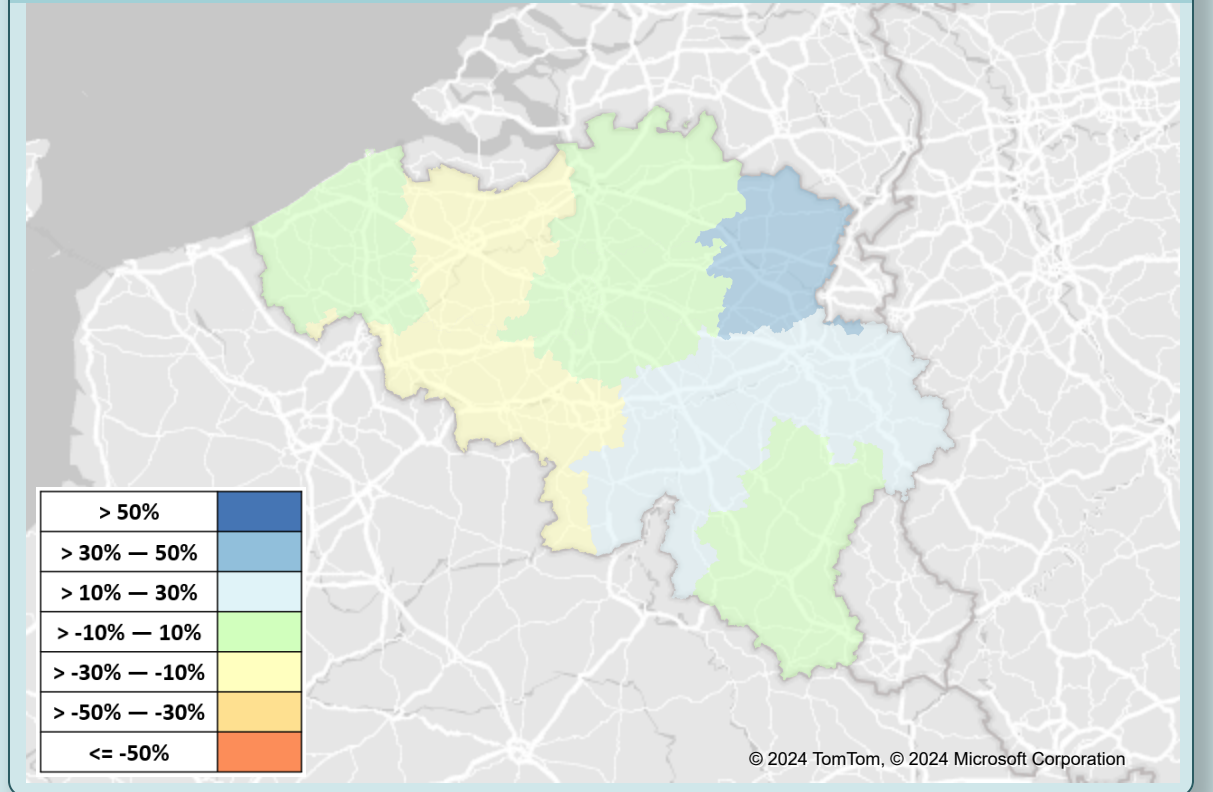 > 50%
> 30% — 50%
> 10% — 30%
> -10% — 10%
> -30% — -10%
> -50% — -30%
<= -50%
© 2024 TomTom, © 2024 Microsoft Corporation